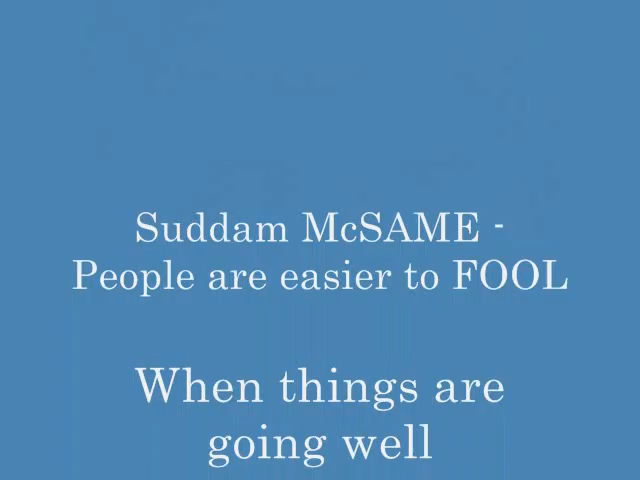 Suddam McSAME -
People are easier to FOOL
When things are
going well